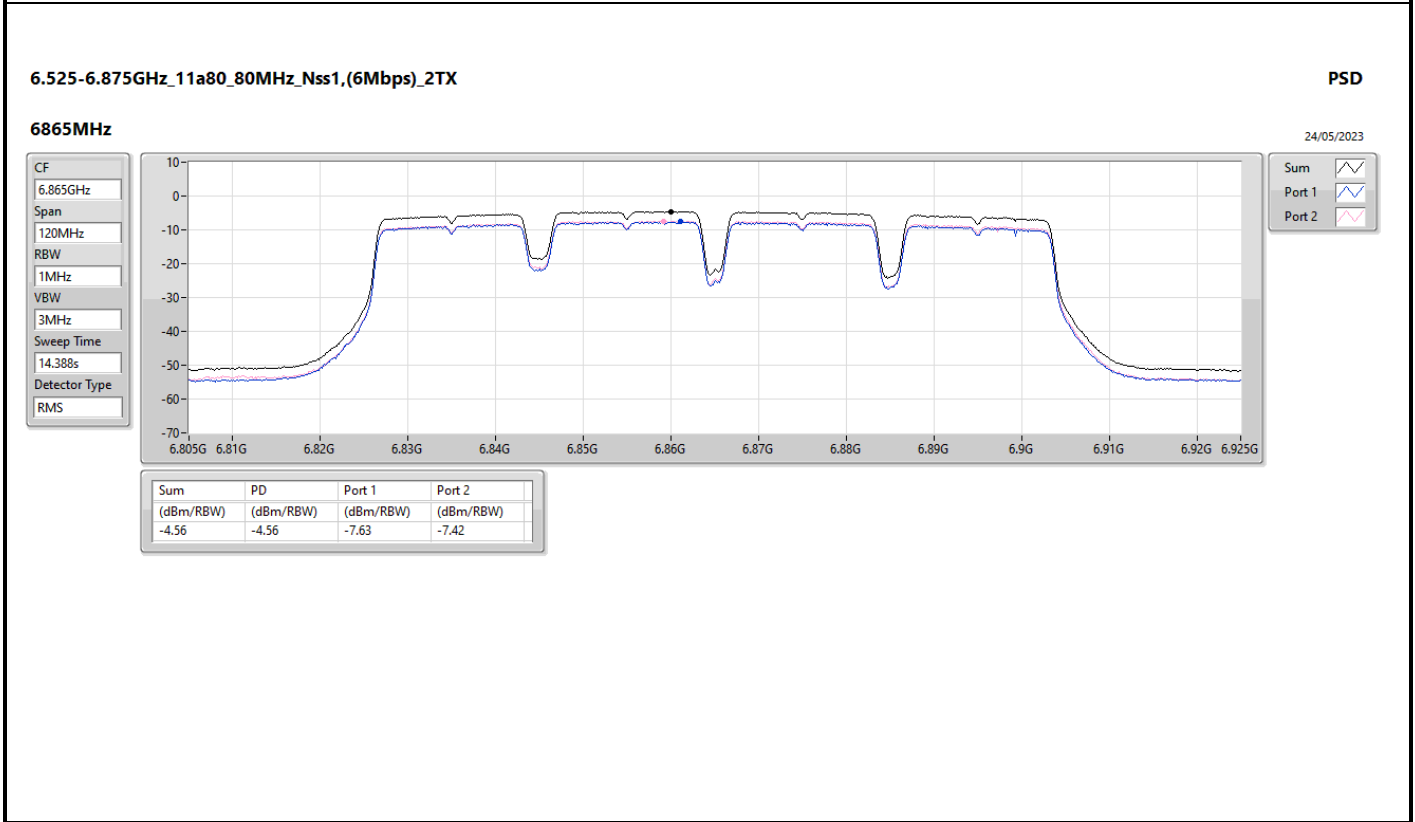 6.525-6.875GHz_11a80_80MHz_Nss1,(6Mbps)_2TX
PSD
6865MHz
24/05/2023
CF
6.865GHz
Span
120MHz
RBW
1MHz
VBW
3MHz
Sweep Time
14.388s
Detector Type
RMS
10
0
-10
-20
-30
-40
-50
-60
-70
6.805G 6.81G 6.82G 6.83G 6.84G 6.85G 6.86G 6.87G 6.88G 6.89G 6.9G 6.91G 6.92G 6.925G
Sum
Port 1
Port 2
Sum PD Port 1 Port 2
(dBm/RBW) (dBm/RBW) (dBm/RBW) (dBm/RBW)
-4.56 -4.56 -7.63 -7.42